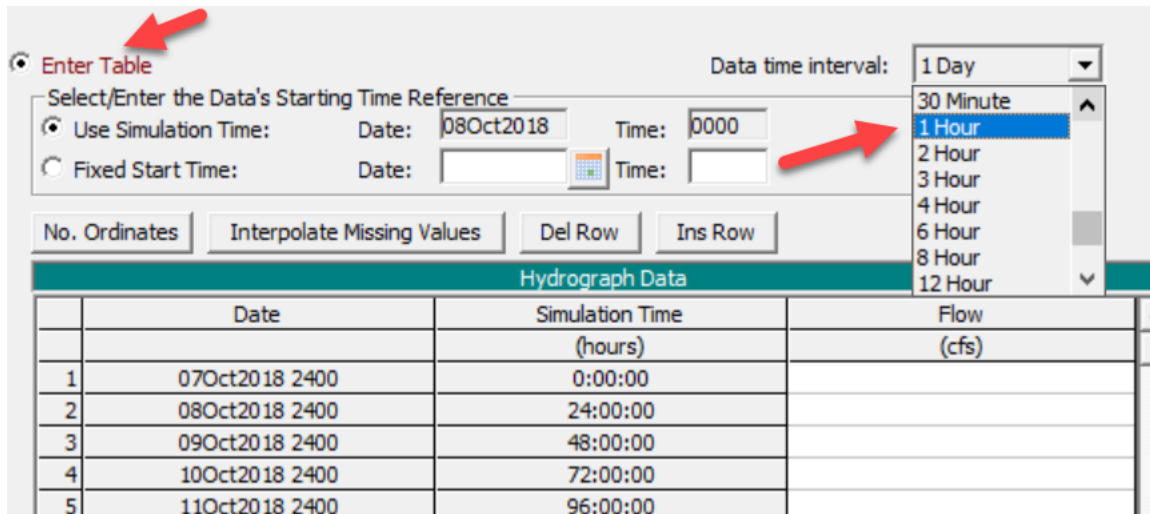 Enter Table Data time interval: 1 Day
Select/Enter the Data's Starting Time Reference
Use Simulation Time: Date: 08Oct2018 Time: 0000
Fixed Start Time: Date: Time:
30 Minute
1 Hour
2 Hour
3 Hour
4 Hour
6 Hour
8 Hour
12 Hour
No. Ordinates Interpolate Missing Values Del Row Ins Row
Hydrograph Data
Date Simulation Time Flow
(hours) (cfs)
1 07Oct2018 2400 0:00:00
2 08Oct2018 2400 24:00:00
3 09Oct2018 2400 48:00:00
4 10Oct2018 2400 72:00:00
5 11Oct2018 2400 96:00:00